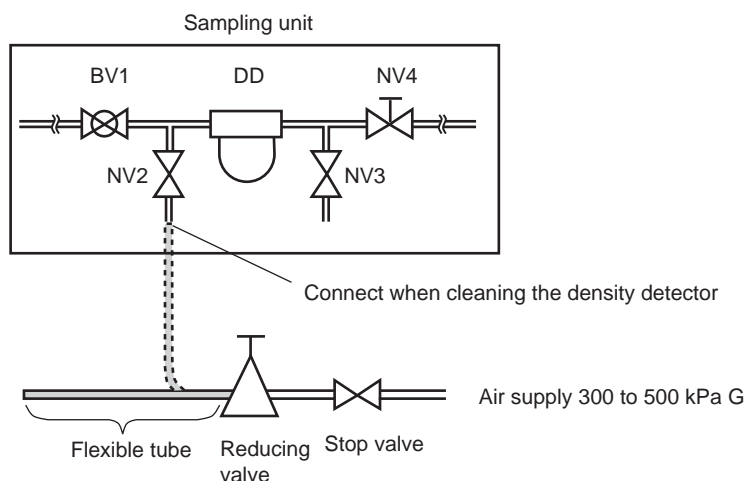 Sampling unit
BV1
DD
NV4
NV2
NV3
Connect when cleaning the density detector
Air supply 300 to 500 kPa G
Flexible tube
Reducing
valve
Stop valve